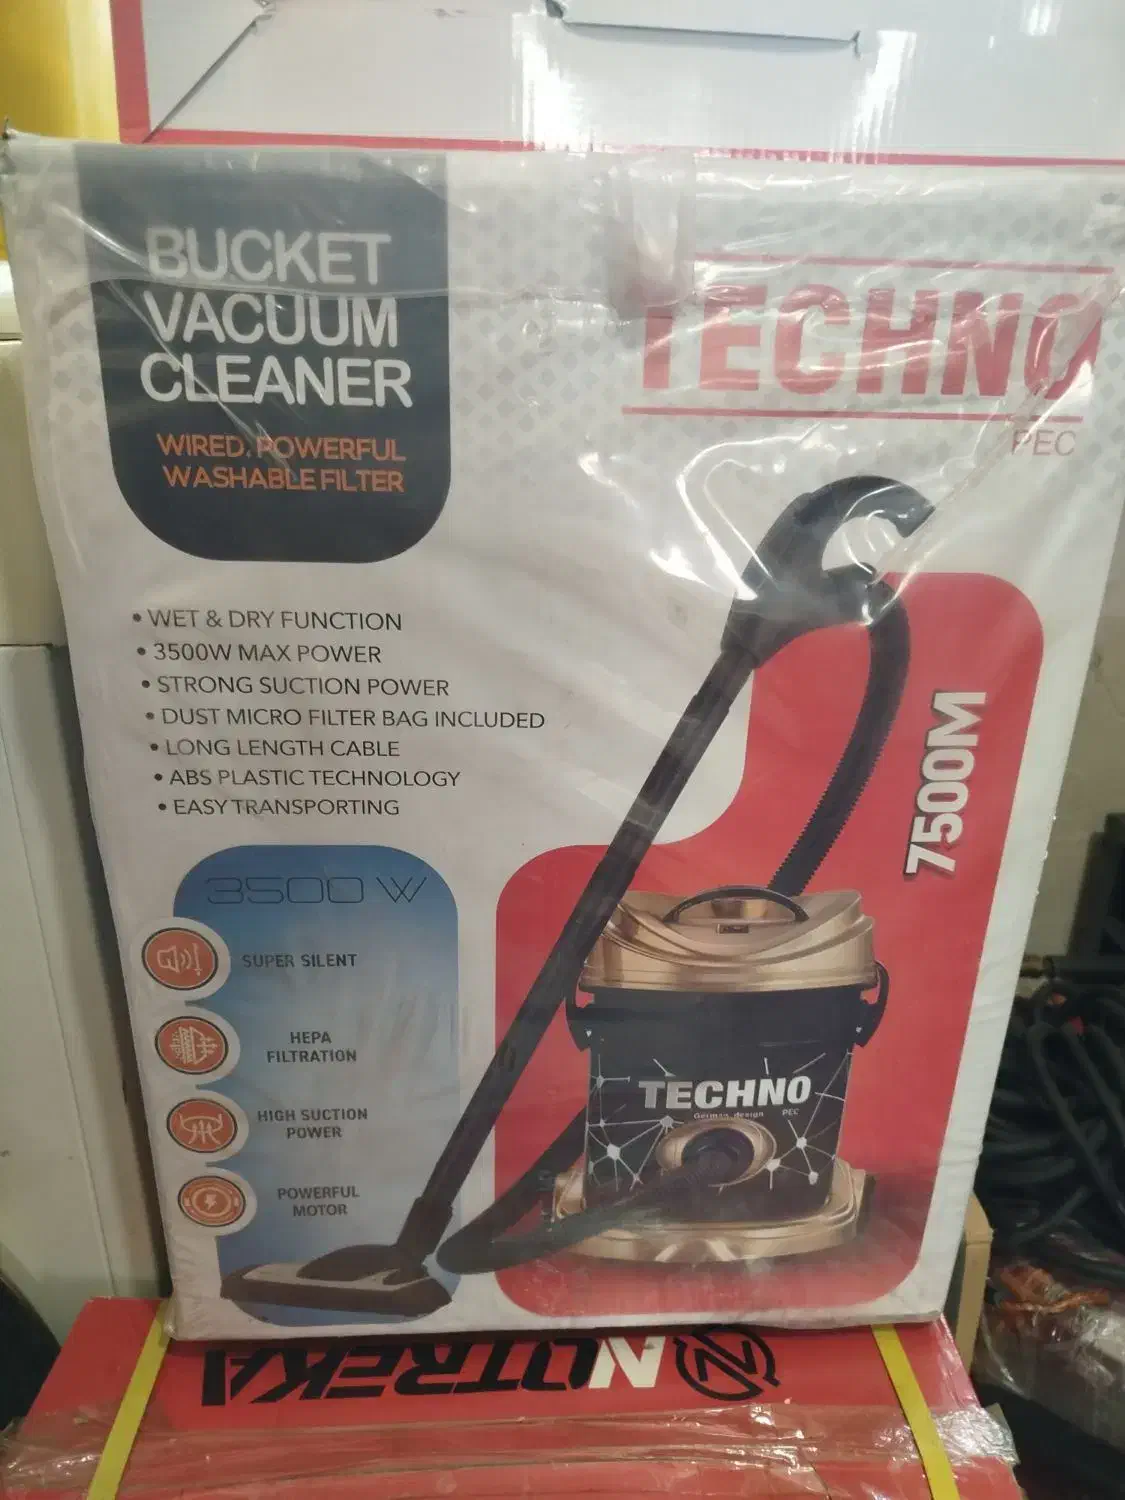 BUCKET
VACUUM
CLEANER
WIRED, POWERFUL
WASHABLE FILTER
TECHNO
PEC
• WET & DRY FUNCTION
• 3500W MAX POWER
• STRONG SUCTION POWER
• DUST MICRO FILTER BAG INCLUDED
• LONG LENGTH CABLE
• ABS PLASTIC TECHNOLOGY
• EASY TRANSPORTING
7500M
3500 W
SUPER SILENT
HEPA
FILTRATION
HIGH SUCTION
POWER
POWERFUL
MOTOR
TECHNO
German design PEC
NUTREKA